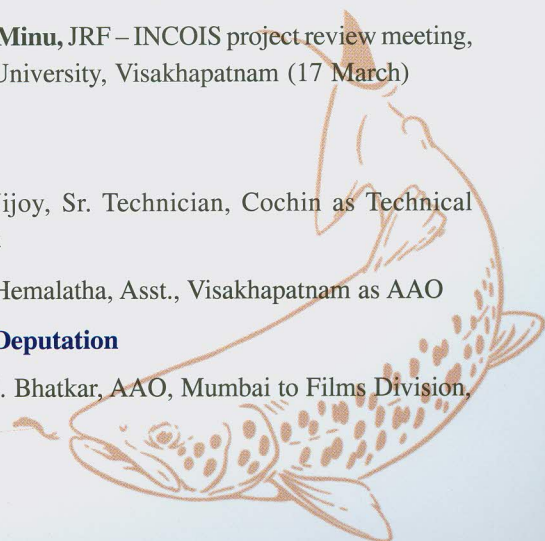 Minu, JRF – INCOIS project review meeting,
University, Visakhapatnam (17 March)
ijoy, Sr. Technician, Cochin as Technical
Hemalatha, Asst., Visakhapatnam as AAO
Deputation
. Bhatkar, AAO, Mumbai to Films Division,